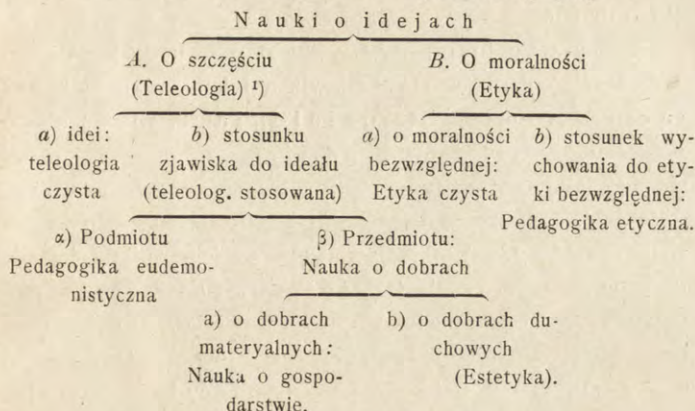 Nauki o idejach
A. O szczęściu B. O moralności
(Teleologia) ¹) (Etyka)
a) idei: b) stosunku a) o moralności b) stosunek wy-
teleologia zjawiska do ideału bezwzględnej: chowania do ety-
czysta (teleolog. stosowana) Etyka czysta ki bezwzględnej:
Pedagogika etyczna.
α) Podmiotu β) Przedmiotu:
Pedagogika eudemo- Nauka o dobrach
nistyczna
a) o dobrach b) o dobrach du-
materyalnych: chowych
Nauka o gospo- (Estetyka).
darstwie.